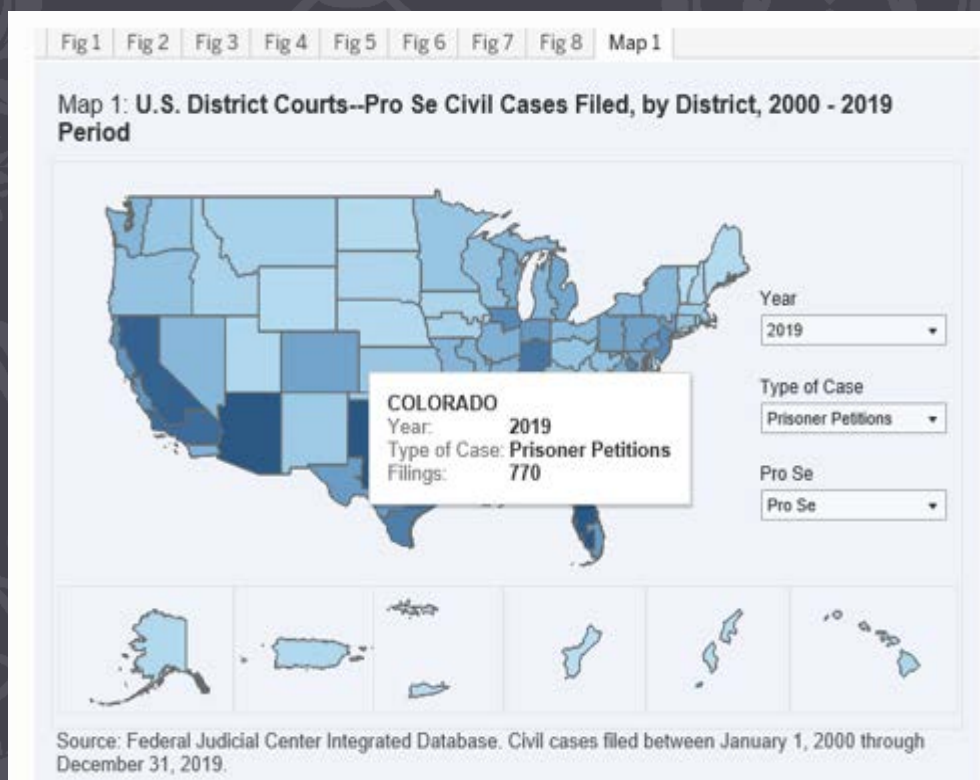 Fig 1 Fig 2 Fig 3 Fig 4 Fig 5 Fig 6 Fig 7 Fig 8 Map 1
Map 1: U.S. District Courts--Pro Se Civil Cases Filed, by District, 2000 - 2019
Period
Year
2019
Type of Case
Prisoner Petitions
Pro Se
Pro Se
COLORADO
Year: 2019
Type of Case: Prisoner Petitions
Filings: 770
Source: Federal Judicial Center Integrated Database. Civil cases filed between January 1, 2000 through
December 31, 2019.